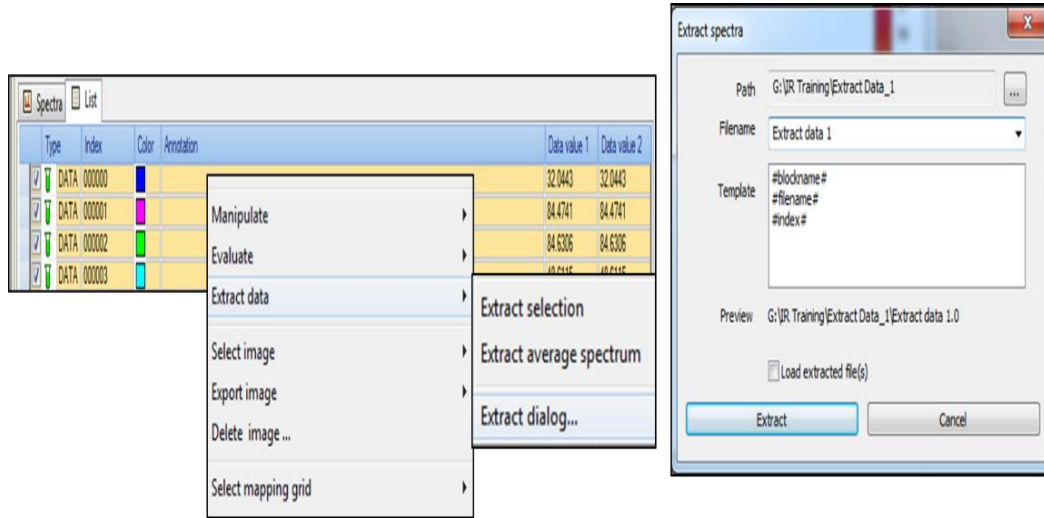 Spectra List
Type Index Color Annotation Data value 1 Data value 2
DATA 000000 32.0443 32.0443
DATA 000001 84.4741 84.4741
DATA 000002 84.6306 84.6306
DATA 000003
Manipulate
Evaluate
Extract data
Select image
Export image
Delete image ...
Select mapping grid
Extract selection
Extract average spectrum
Extract dialog...
Extract spectra
Path G:\IR Training\Extract Data_1 ...
Filename Extract data 1
Template #blockname#
#filename#
#index#
Preview G:\IR Training\Extract Data_1\Extract data 1.0
Load extracted file(s)
Extract Cancel